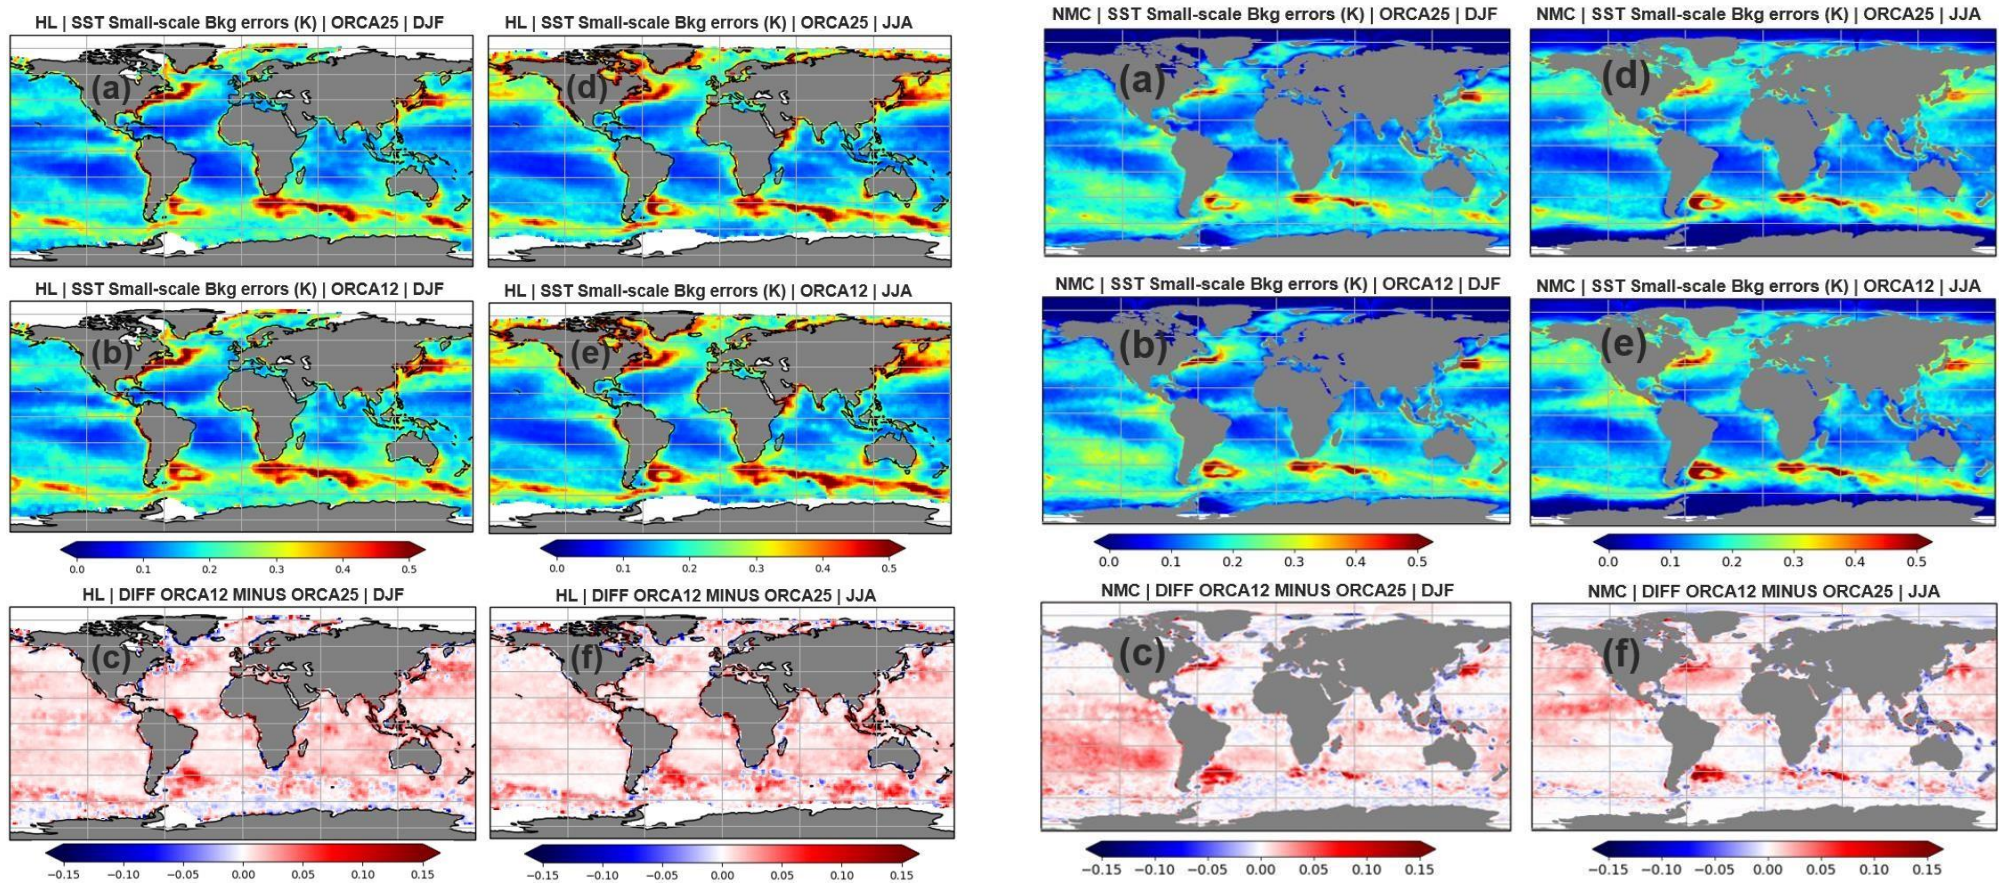 HL | SST Small-scale Bkg errors (K) | ORCA25 | DJF
(a)
HL | SST Small-scale Bkg errors (K) | ORCA25 | JJA
(d)
HL | SST Small-scale Bkg errors (K) | ORCA12 | DJF
(b)
HL | SST Small-scale Bkg errors (K) | ORCA12 | JJA
(e)
0.0 0.1 0.2 0.3 0.4 0.5
0.0 0.1 0.2 0.3 0.4 0.5
HL | DIFF ORCA12 MINUS ORCA25 | DJF
(c)
HL | DIFF ORCA12 MINUS ORCA25 | JJA
(f)
−0.15 −0.10 −0.05 0.00 0.05 0.10 0.15
−0.15 −0.10 −0.05 0.00 0.05 0.10 0.15
NMC | SST Small-scale Bkg errors (K) | ORCA25 | DJF
(a)
NMC | SST Small-scale Bkg errors (K) | ORCA25 | JJA
(d)
NMC | SST Small-scale Bkg errors (K) | ORCA12 | DJF
(b)
NMC | SST Small-scale Bkg errors (K) | ORCA12 | JJA
(e)
0.0 0.1 0.2 0.3 0.4 0.5
0.0 0.1 0.2 0.3 0.4 0.5
NMC | DIFF ORCA12 MINUS ORCA25 | DJF
(c)
NMC | DIFF ORCA12 MINUS ORCA25 | JJA
(f)
−0.15 −0.10 −0.05 0.00 0.05 0.10 0.15
−0.15 −0.10 −0.05 0.00 0.05 0.10 0.15